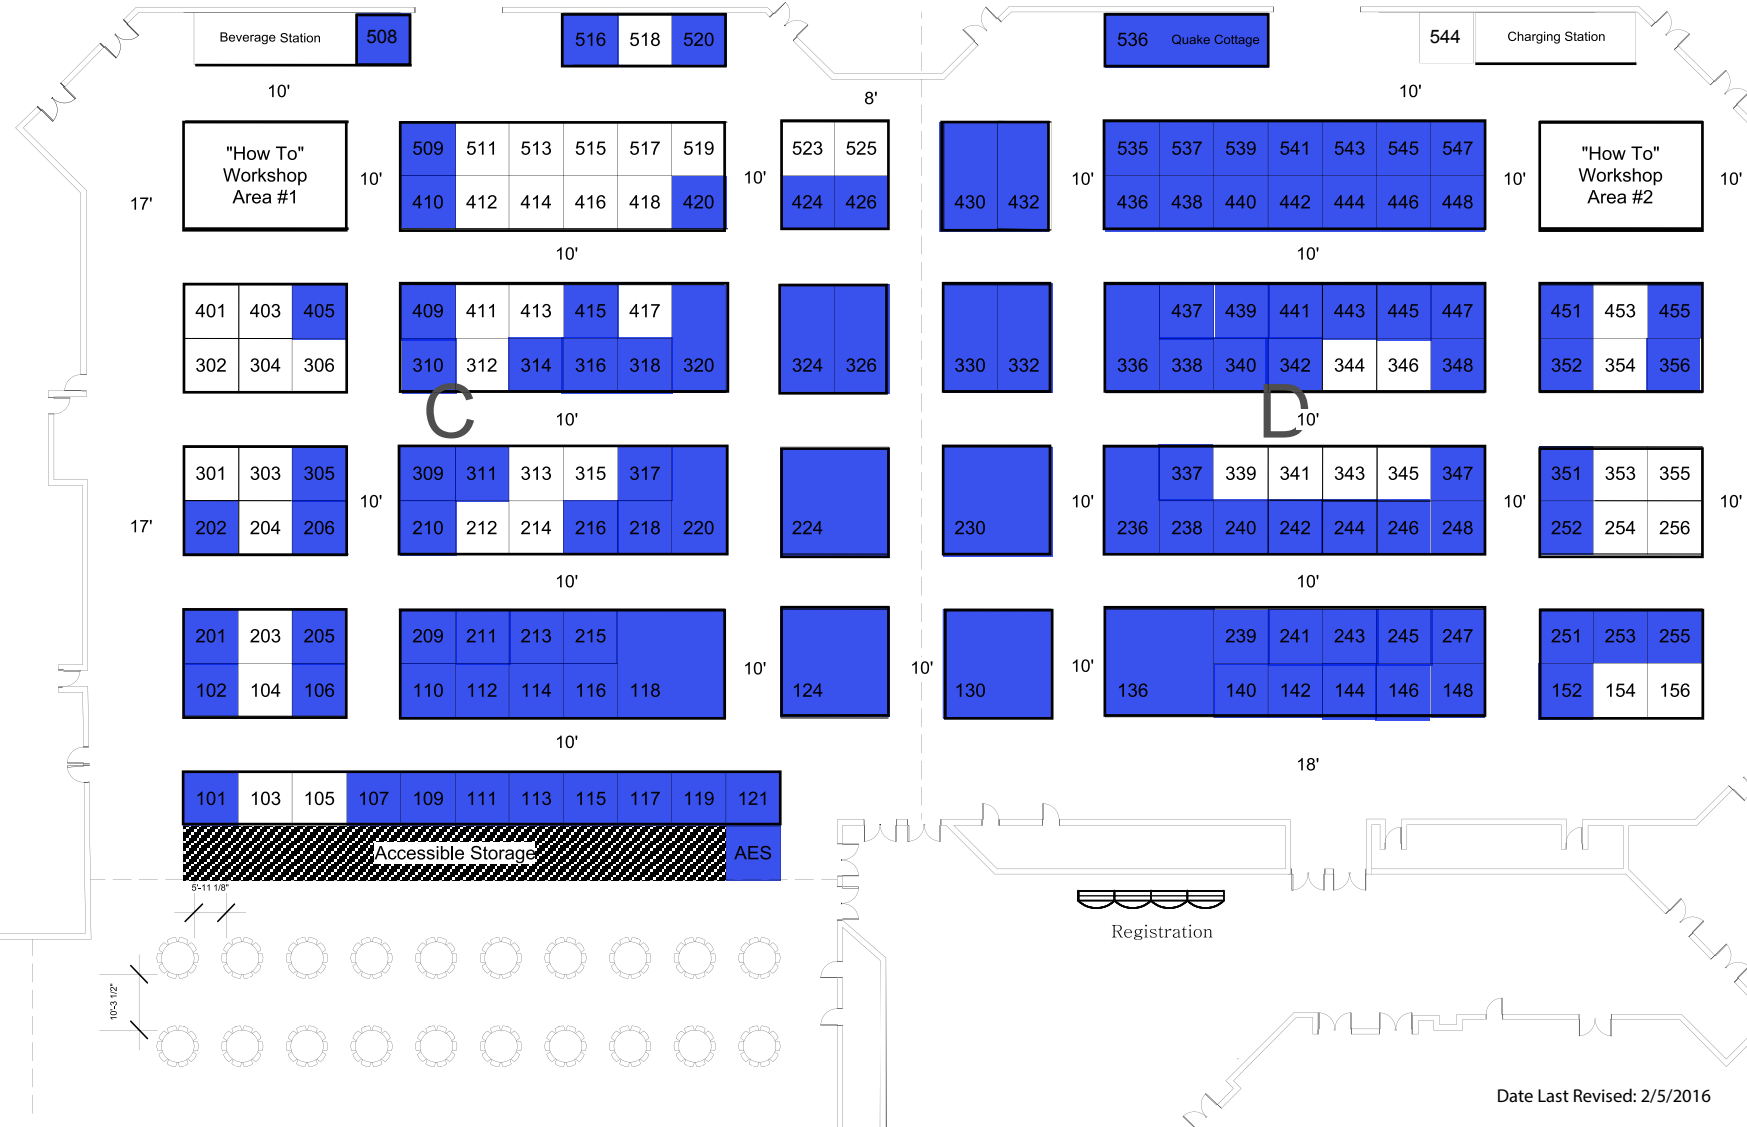 Beverage Station 508 516 518 520 536 Quake Cottage 544 Charging Station
10' 8' 10'
"How To" Workshop Area #1
"How To" Workshop Area #2
509 511 513 515 517 519 523 525 535 537 539 541 543 545 547
17' 10' 10' 10' 10' 10'
410 412 414 416 418 420 424 426 430 432 436 438 440 442 444 446 448
10' 10'
401 403 405 409 411 413 415 417 437 439 441 443 445 447 451 453 455
302 304 306 310 312 314 316 318 320 324 326 330 332 336 338 340 342 344 346 348 352 354 356
C D
10' 10'
301 303 305 309 311 313 315 317 337 339 341 343 345 347 351 353 355
10' 10' 10' 10'
17' 202 204 206 210 212 214 216 218 220 224 230 236 238 240 242 244 246 248 252 254 256
10' 10'
201 203 205 209 211 213 215 239 241 243 245 247 251 253 255
10' 10' 10'
102 104 106 110 112 114 116 118 124 130 136 140 142 144 146 148 152 154 156
10' 18'
101 103 105 107 109 111 113 115 117 119 121
Accessible Storage AES
5'-11 1/8"
Registration
10'-3 1/2"
Date Last Revised: 2/5/2016